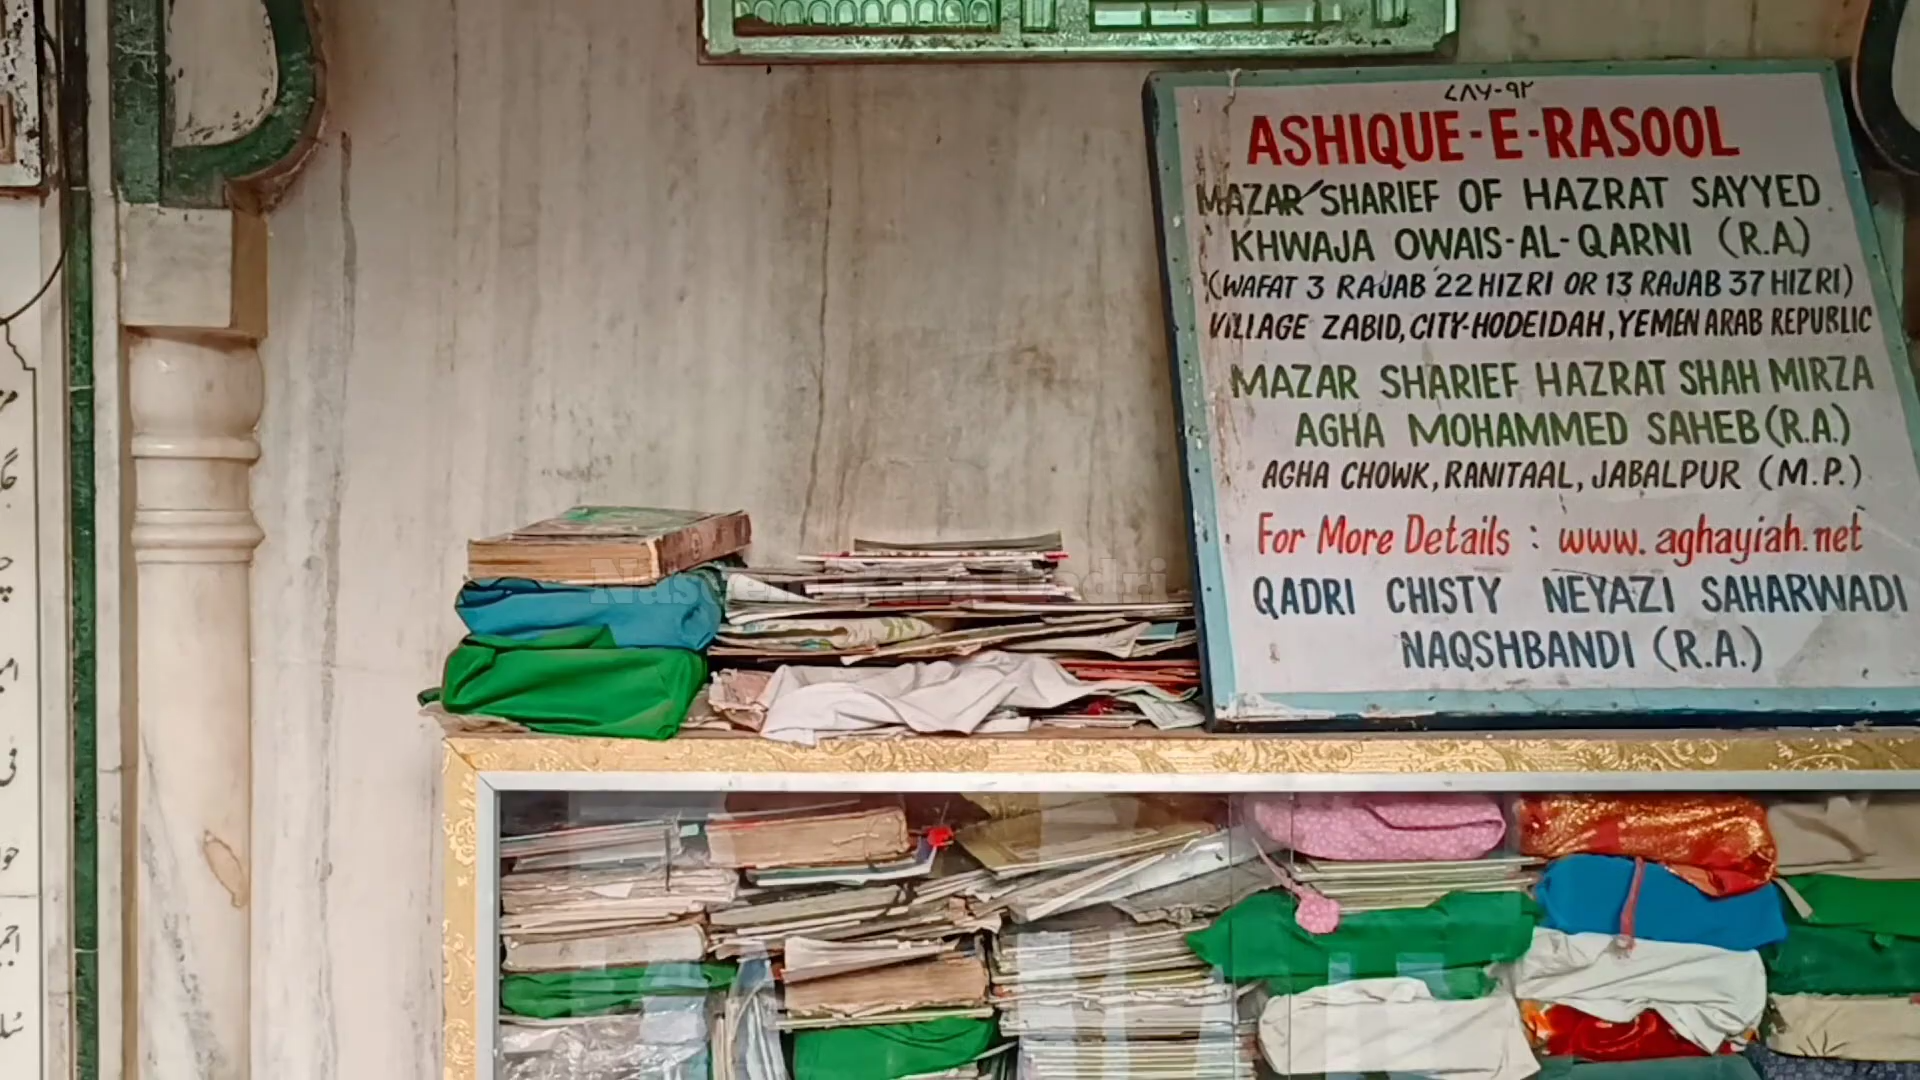 ۷۸۶-۹۲
ASHIQUE-E-RASOOL
MAZAR SHARIEF OF HAZRAT SAYYED
KHWAJA OWAIS-AL-QARNI (R.A)
(WAFAT 3 RAJAB 22 HIZRI OR 13 RAJAB 37 HIZRI)
VILLAGE ZABID, CITY-HODEIDAH, YEMEN ARAB REPUBLIC
MAZAR SHARIEF HAZRAT SHAH MIRZA
AGHA MOHAMMED SAHEB (R.A.)
AGHA CHOWK, RANITAAL, JABALPUR (M.P.)
For More Details : www.aghayiah.net
QADRI CHISTY NEYAZI SAHARWADI
NAQSHBANDI (R.A.)